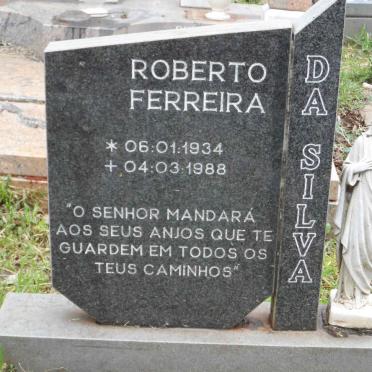 ROBERTO
FERREIRA
DA SILVA
* 06.01.1934
+ 04.03.1988
"O SENHOR MANDARÁ
AOS SEUS ANJOS QUE TE
GUARDEM EM TODOS OS
TEUS CAMINHOS"